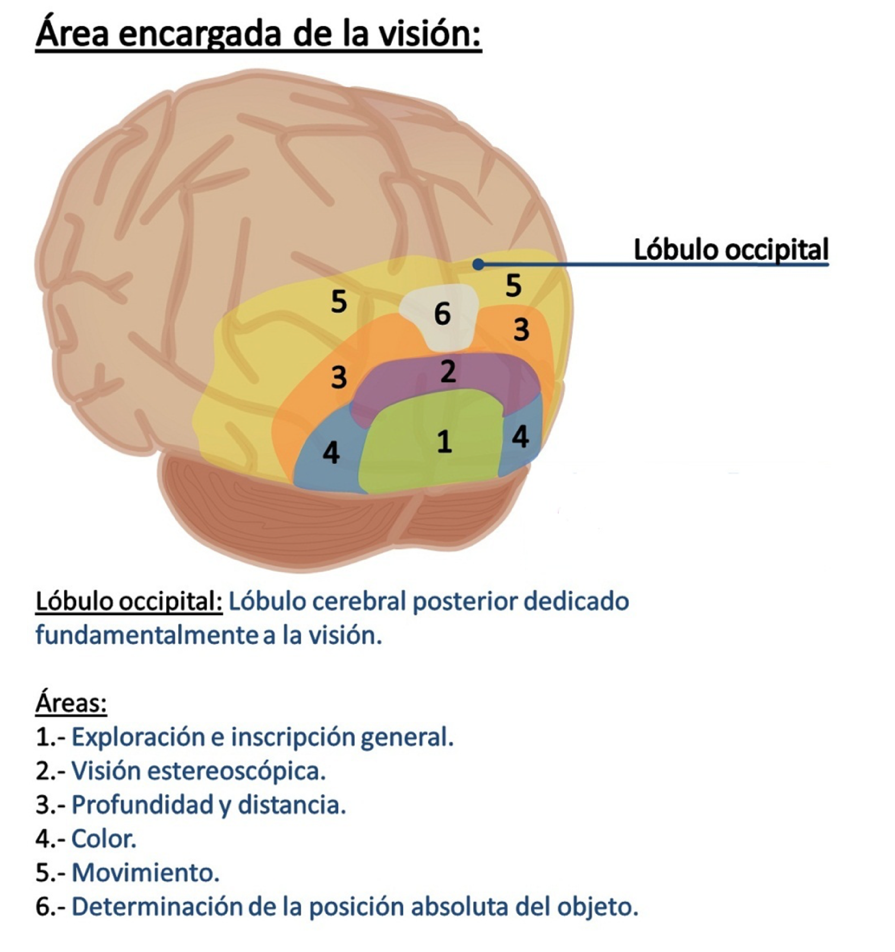 Área encargada de la visión:
Lóbulo occipital
5
5
6
3
3
2
4
1
4
Lóbulo occipital: Lóbulo cerebral posterior dedicado
fundamentalmente a la visión.
Áreas:
1.- Exploración e inscripción general.
2.- Visión estereoscópica.
3.- Profundidad y distancia.
4.- Color.
5.- Movimiento.
6.- Determinación de la posición absoluta del objeto.